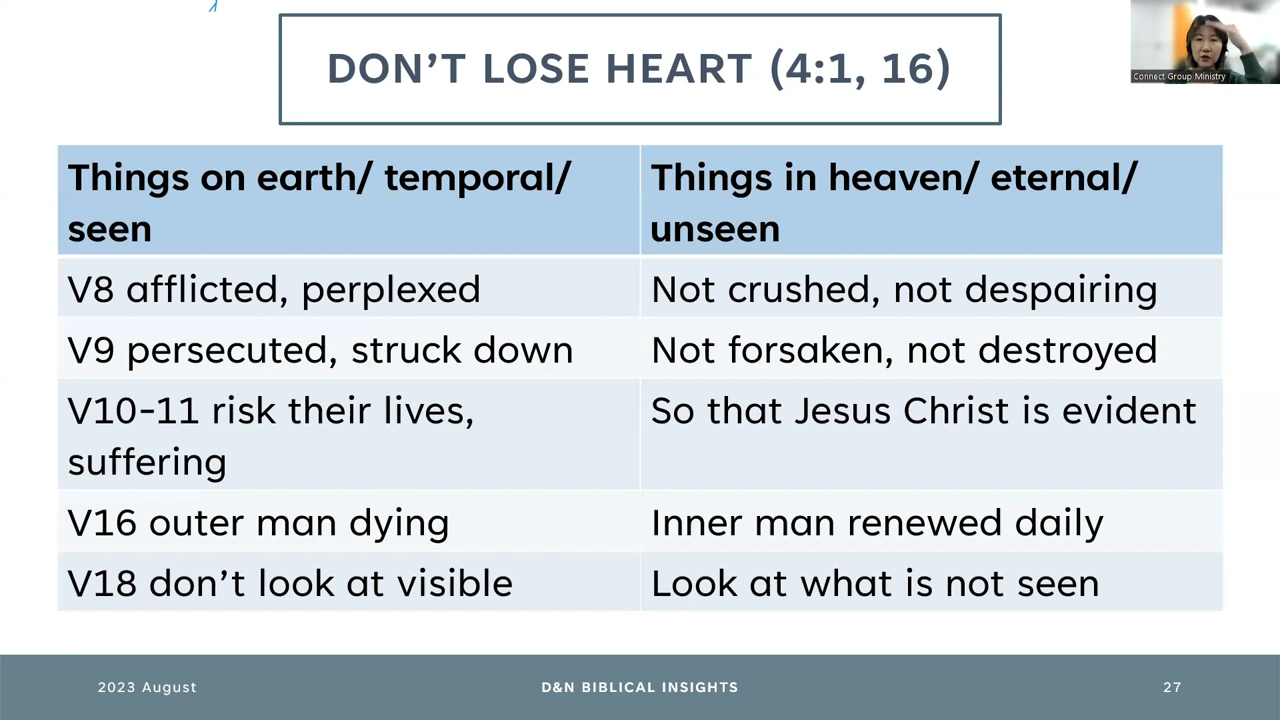 DON’T LOSE HEART (4:1, 16)
Connect Group Ministry
Things on earth/ temporal/
seen
Things in heaven/ eternal/
unseen
V8 afflicted, perplexed
Not crushed, not despairing
V9 persecuted, struck down
Not forsaken, not destroyed
V10-11 risk their lives,
suffering
So that Jesus Christ is evident
V16 outer man dying
Inner man renewed daily
V18 don’t look at visible
Look at what is not seen
2023 August
D&N BIBLICAL INSIGHTS
27